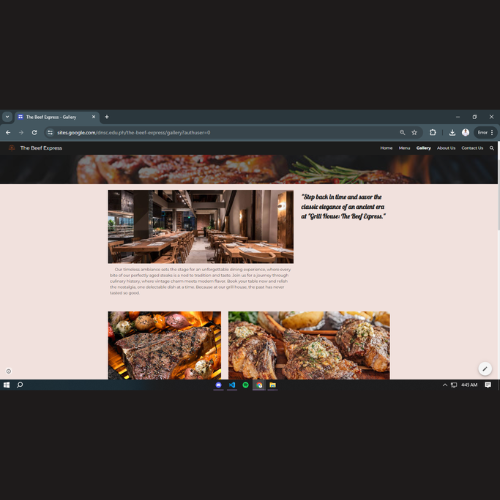 The Beef Express - Gallery
sites.google.com/dmsc.edu.ph/the-beef-express/gallery?authuser=0
Error
The Beef Express
Home Menu Gallery About Us Contact Us
"Step back in time and savor the
classic elegance of an ancient era
at "Grill House: The Beef Express."
Our timeless ambiance sets the stage for an unforgettable dining experience, where every
bite of our perfectly aged steaks is a nod to tradition and taste. Join us for a journey through
culinary history, where vintage charm meets modern flavor. Book your table now and relish
the nostalgia, one delectable dish at a time. Because at our grill house, the past has never
tasted so good.
4:45 AM